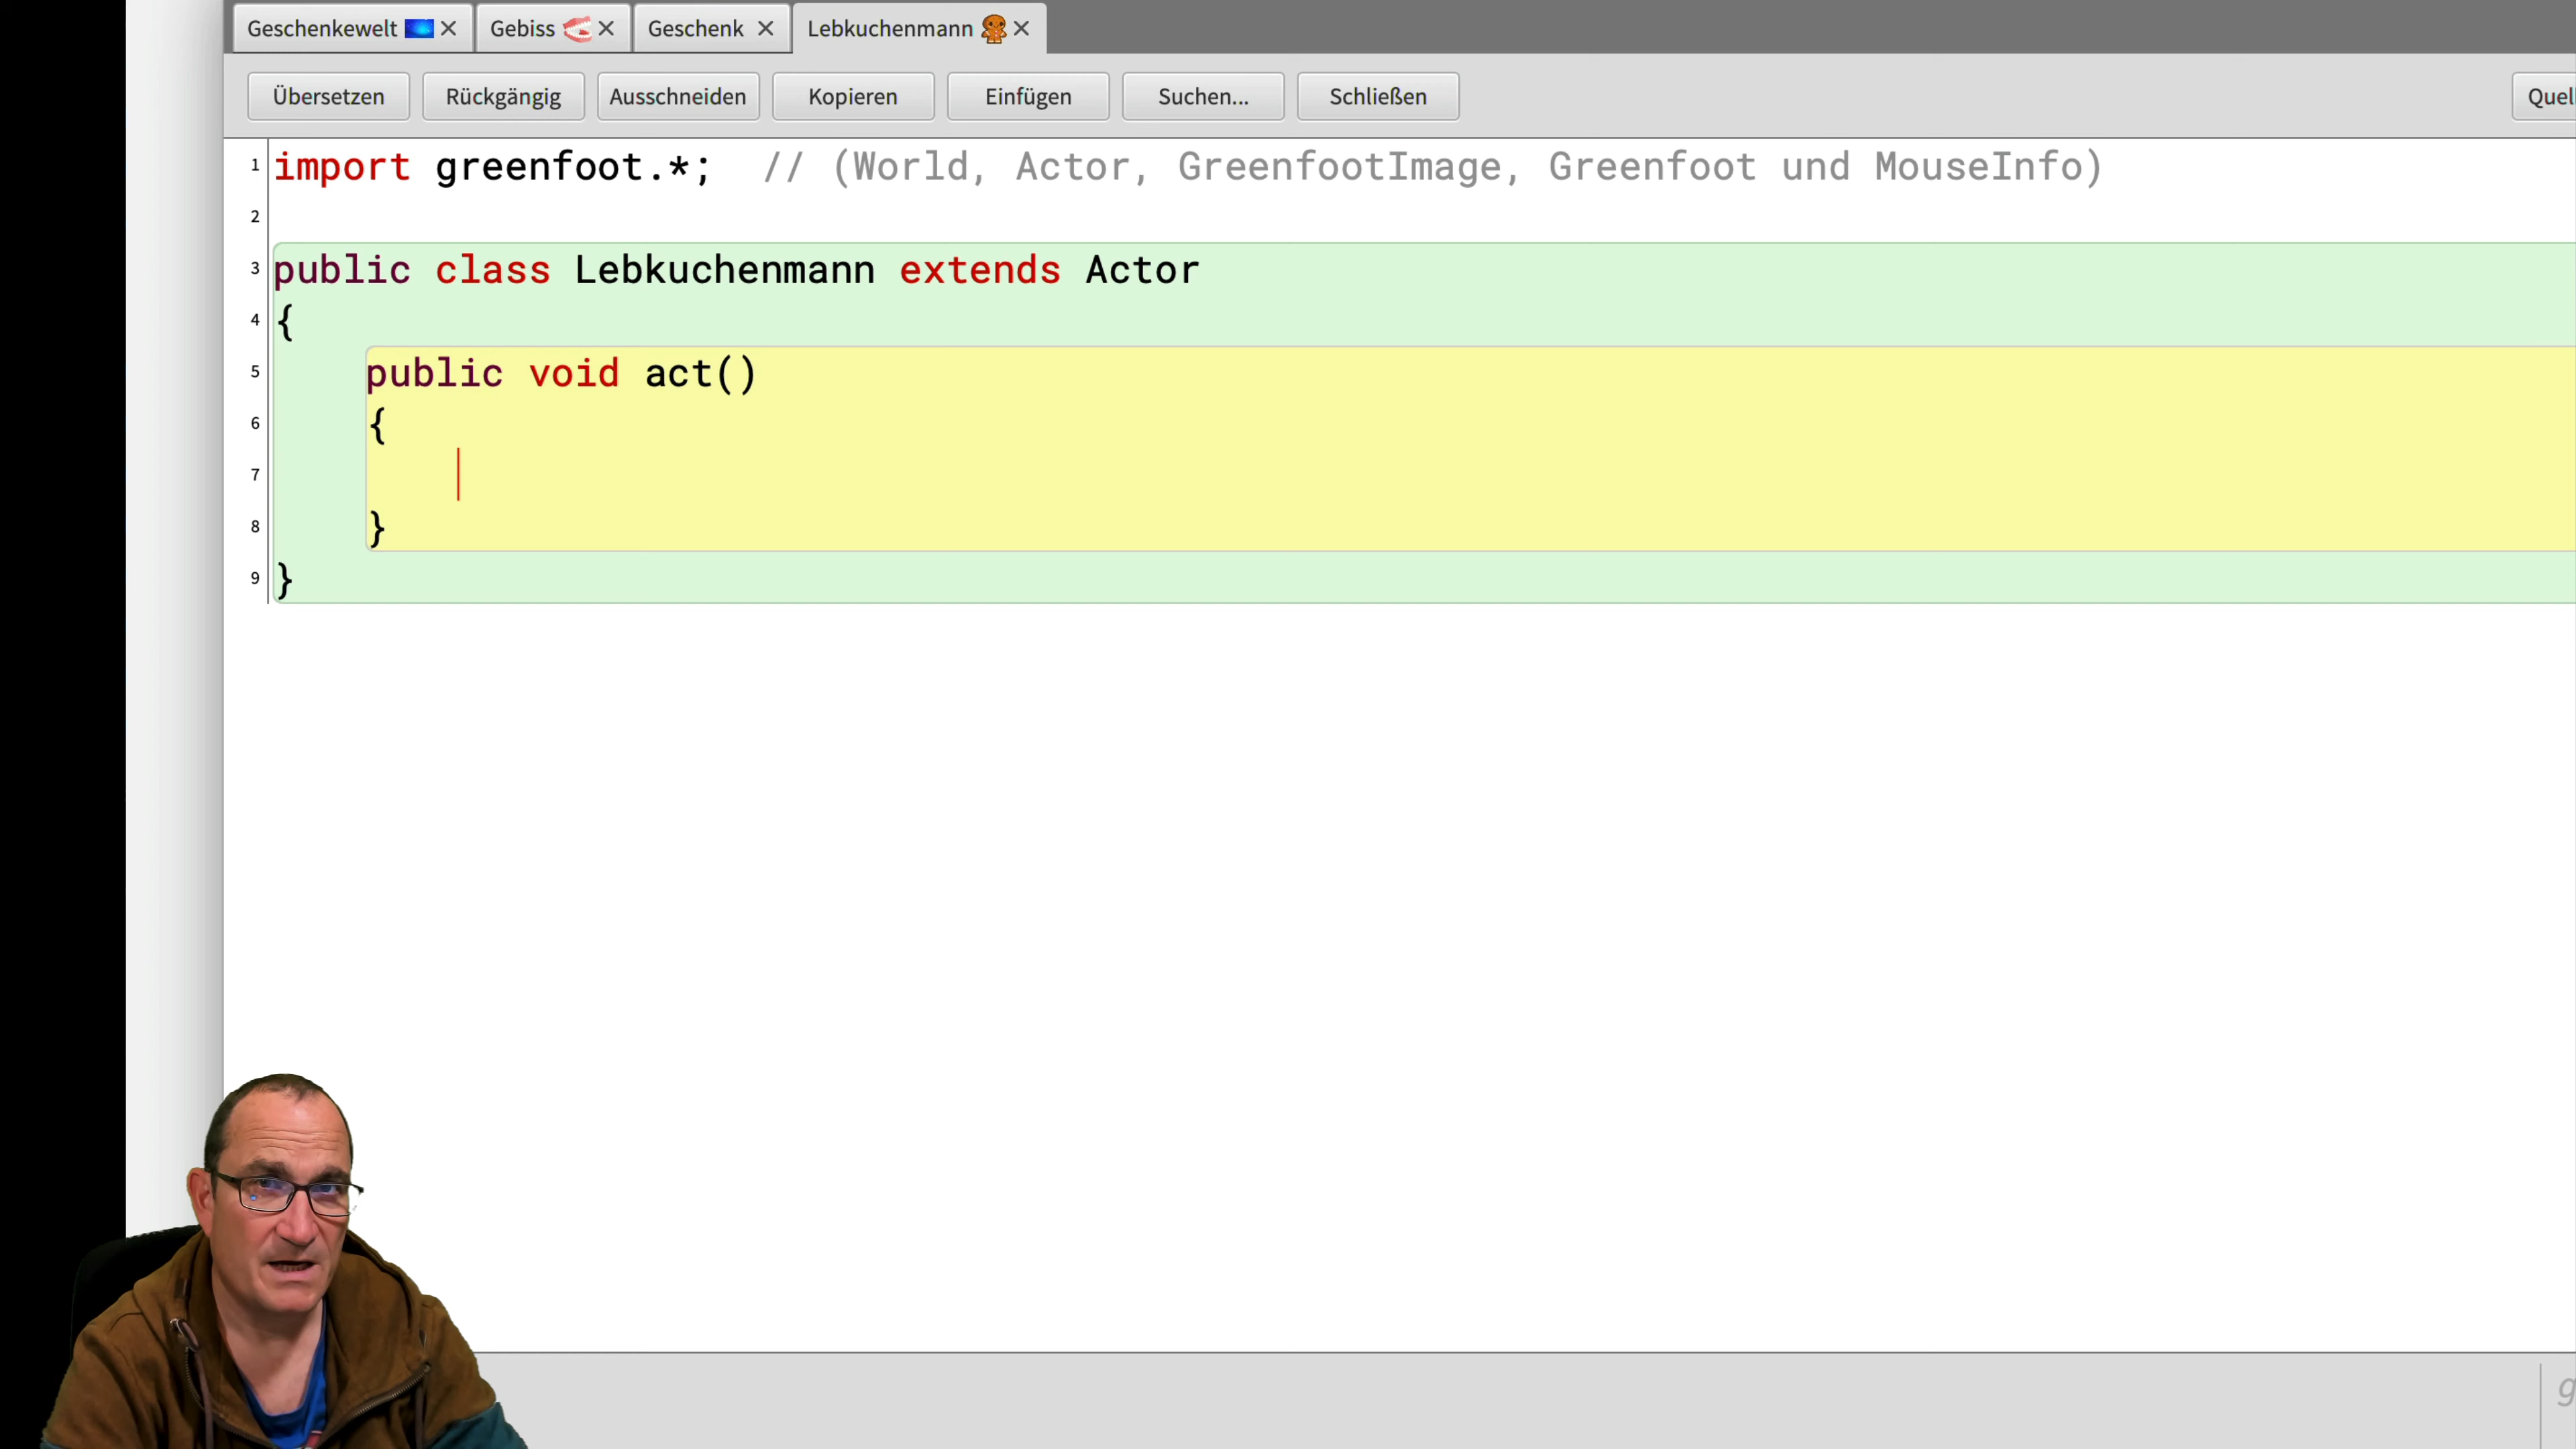 Geschenkewelt Gebiss Geschenk Lebkuchenmann
Übersetzen Rückgängig Ausschneiden Kopieren Einfügen Suchen... Schließen
1 import greenfoot.*; // (World, Actor, GreenfootImage, Greenfoot und MouseInfo)
2
3 public class Lebkuchenmann extends Actor
4 {
5 public void act()
6 {
7
8 }
9 }